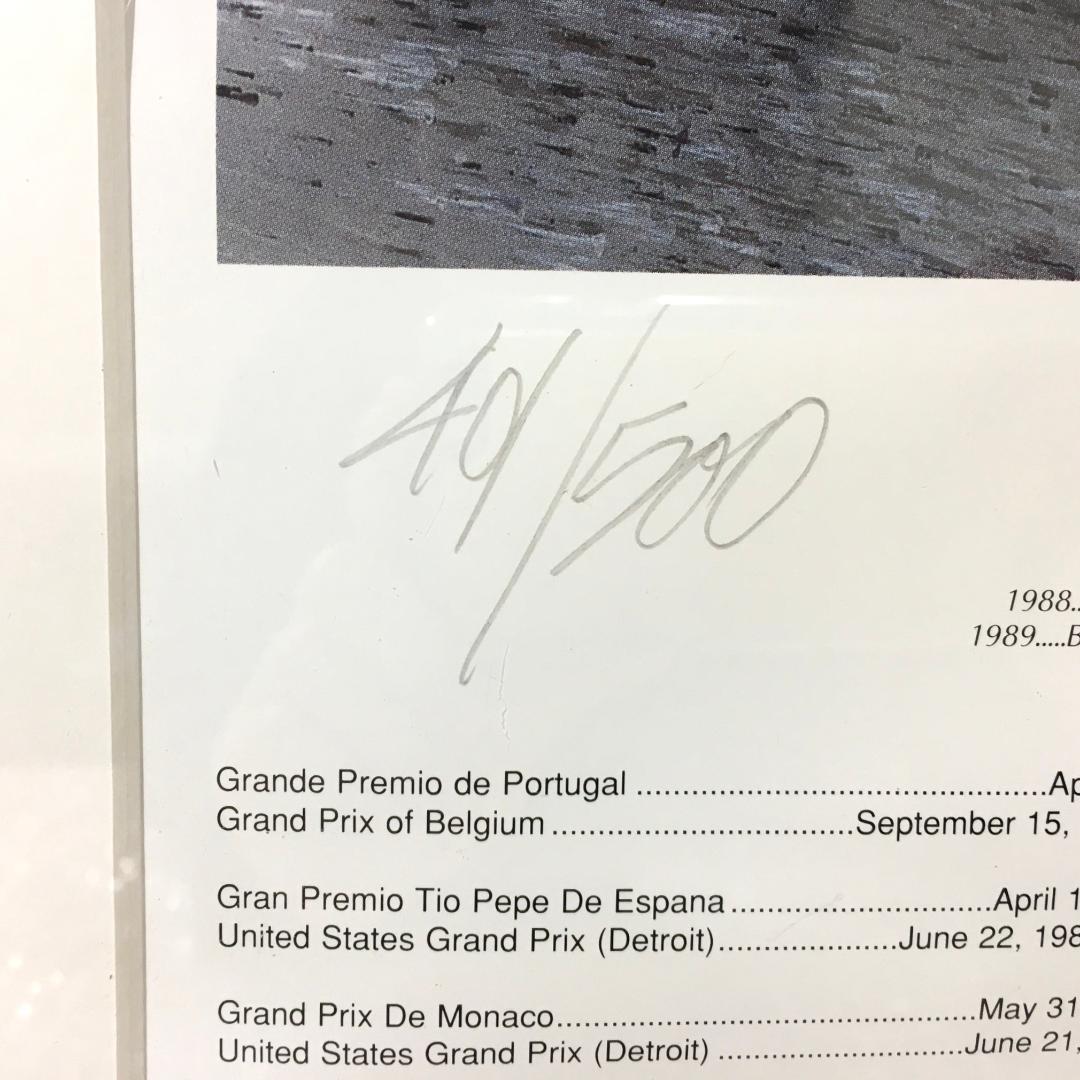 49/500
1988..
1989.....B
Grande Premio de Portugal ............................................Ap
Grand Prix of Belgium ................................September 15,
Gran Premio Tio Pepe De Espana ............................April 1
United States Grand Prix (Detroit)....................June 22, 198
Grand Prix De Monaco.............................................May 31
United States Grand Prix (Detroit) ..........................June 21,